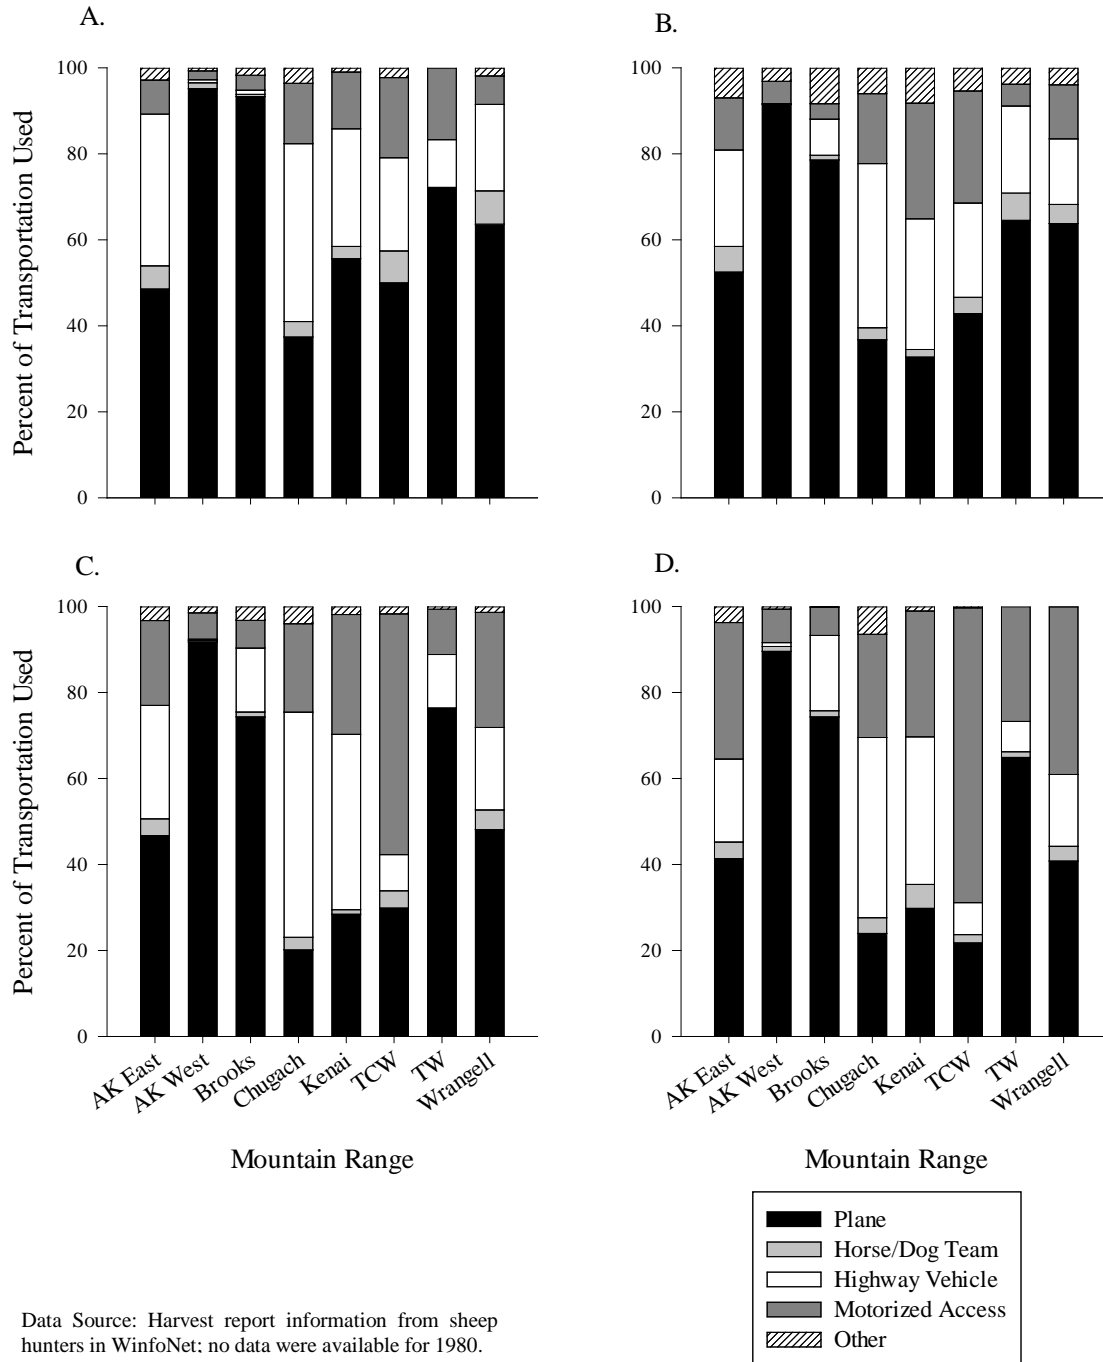 A.
B.
100
80
60
40
20
0
Percent of Transportation Used
100
80
60
40
20
0
C.
D.
100
80
60
40
20
0
Percent of Transportation Used
AK East
AK West
Brooks
Chugach
Kenai
TCW
TW
Wrangell
Mountain Range
100
80
60
40
20
0
AK East
AK West
Brooks
Chugach
Kenai
TCW
TW
Wrangell
Mountain Range
Plane
Horse/Dog Team
Highway Vehicle
Motorized Access
Other
Data Source: Harvest report information from sheep
hunters in WinfoNet; no data were available for 1980.